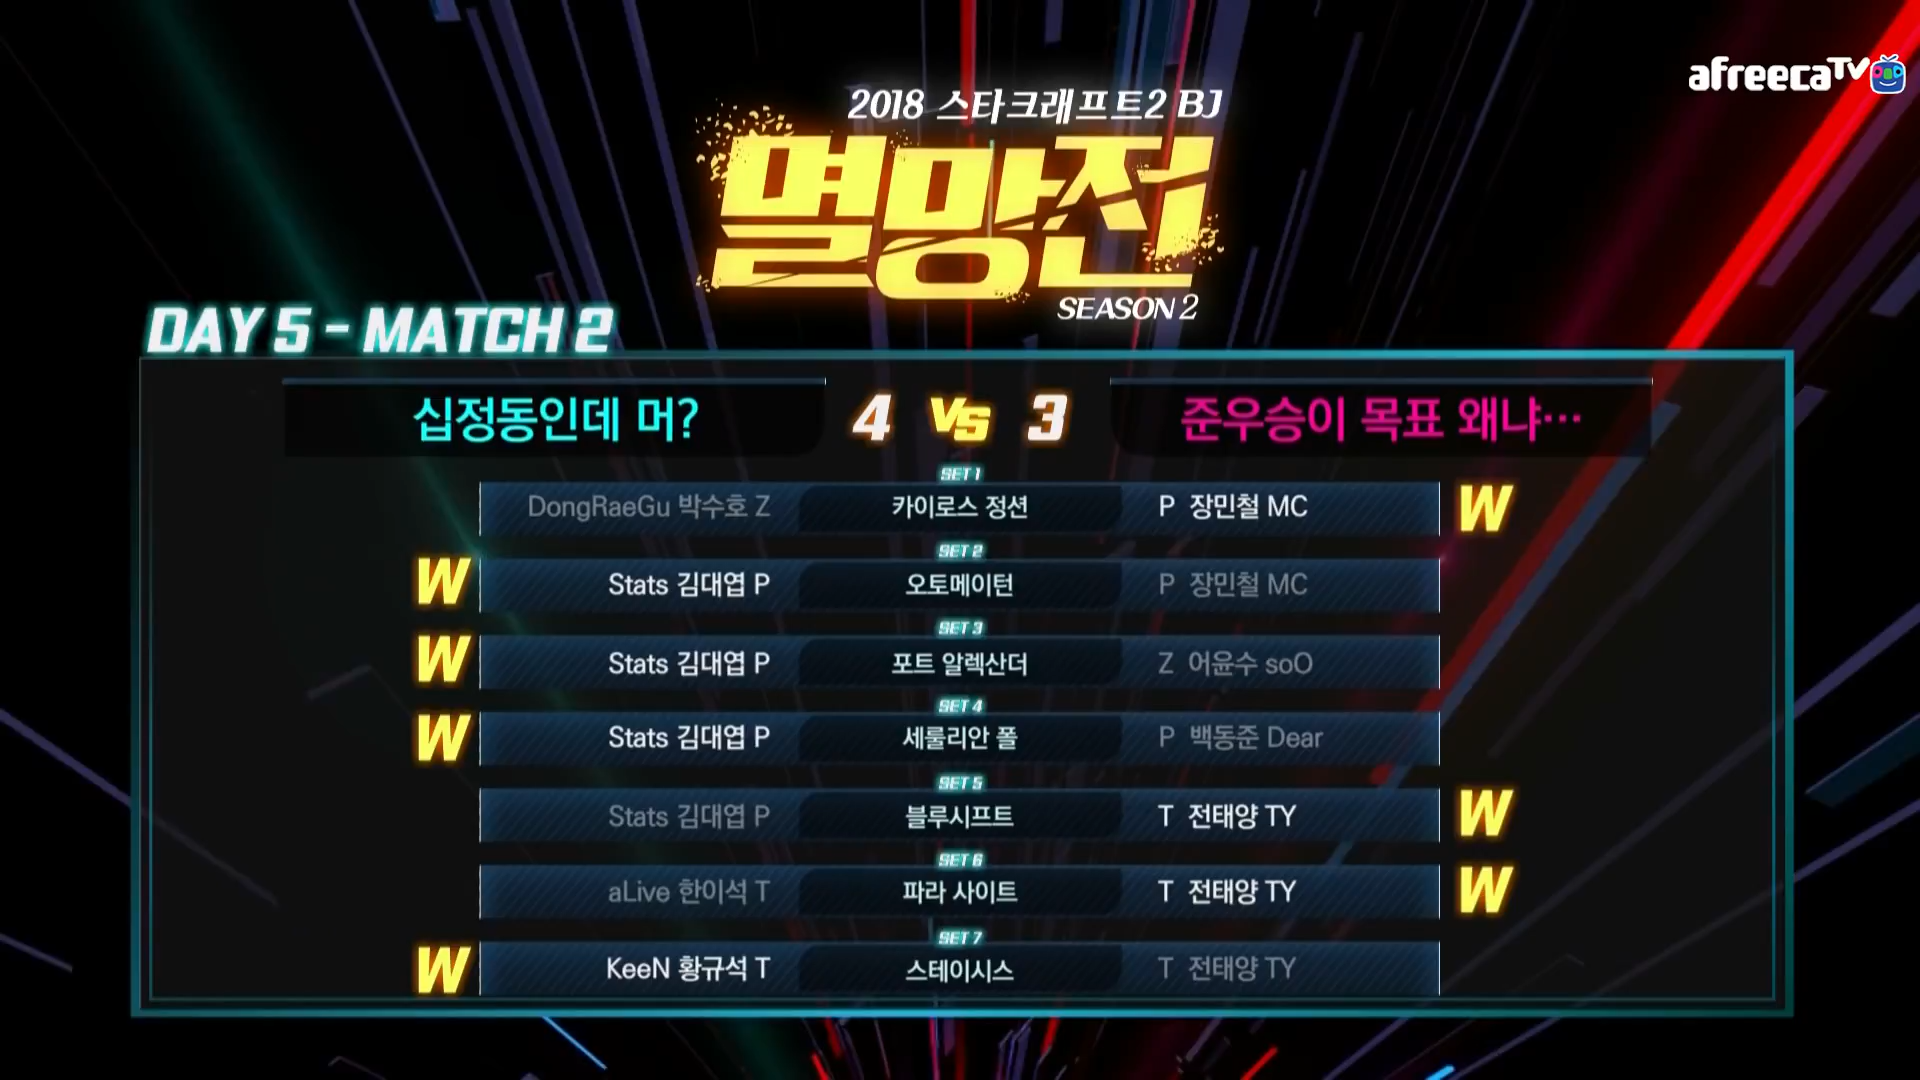 afreecaTV
2018 스타크래프트2 BJ
멸망전
SEASON 2
DAY 5 - MATCH 2
십정동인데 머? 4 VS 3 준우승이 목표 왜냐…
SET 1
DongRaeGu 박수호 Z 카이로스 정션 P 장민철 MC W
SET 2
W Stats 김대엽 P 오토메이턴 P 장민철 MC
SET 3
W Stats 김대엽 P 포트 알렉산더 Z 어윤수 soO
SET 4
W Stats 김대엽 P 세룰리안 폴 P 백동준 Dear
SET 5
Stats 김대엽 P 블루시프트 T 전태양 TY W
SET 6
aLive 한이석 T 파라 사이트 T 전태양 TY W
SET 7
W KeeN 황규석 T 스테이시스 T 전태양 TY